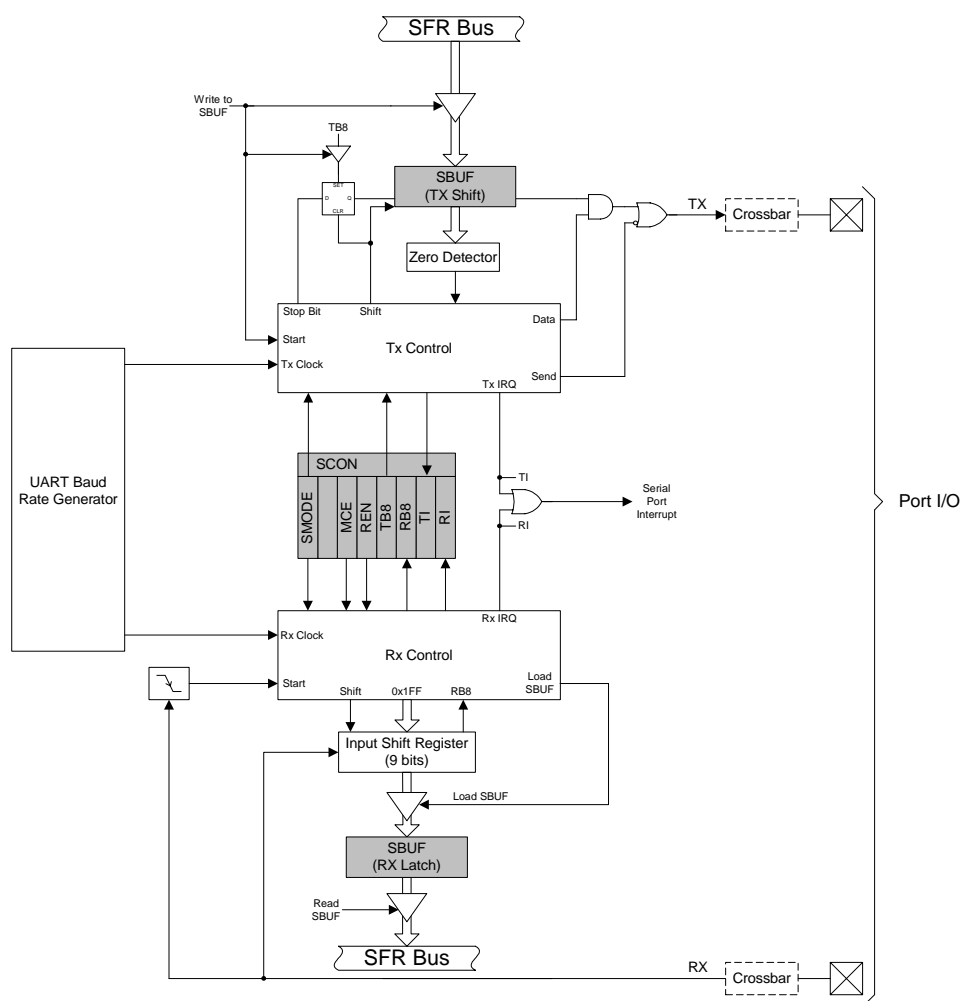 SFR Bus
Write to
SBUF
TB8
SET
D Q
CLR
SBUF
(TX Shift)
TX
Crossbar
Zero Detector
Stop Bit
Shift
Data
Start
Tx Control
Tx Clock
Send
Tx IRQ
UART Baud
Rate Generator
SCON
SMODE
MCE
REN
TB8
RB8
TI
RI
TI
RI
Serial
Port
Interrupt
Port I/O
Rx IRQ
Rx Clock
Rx Control
Start
Load
SBUF
Shift
0x1FF
RB8
Input Shift Register
(9 bits)
Load SBUF
SBUF
(RX Latch)
Read
SBUF
SFR Bus
RX
Crossbar